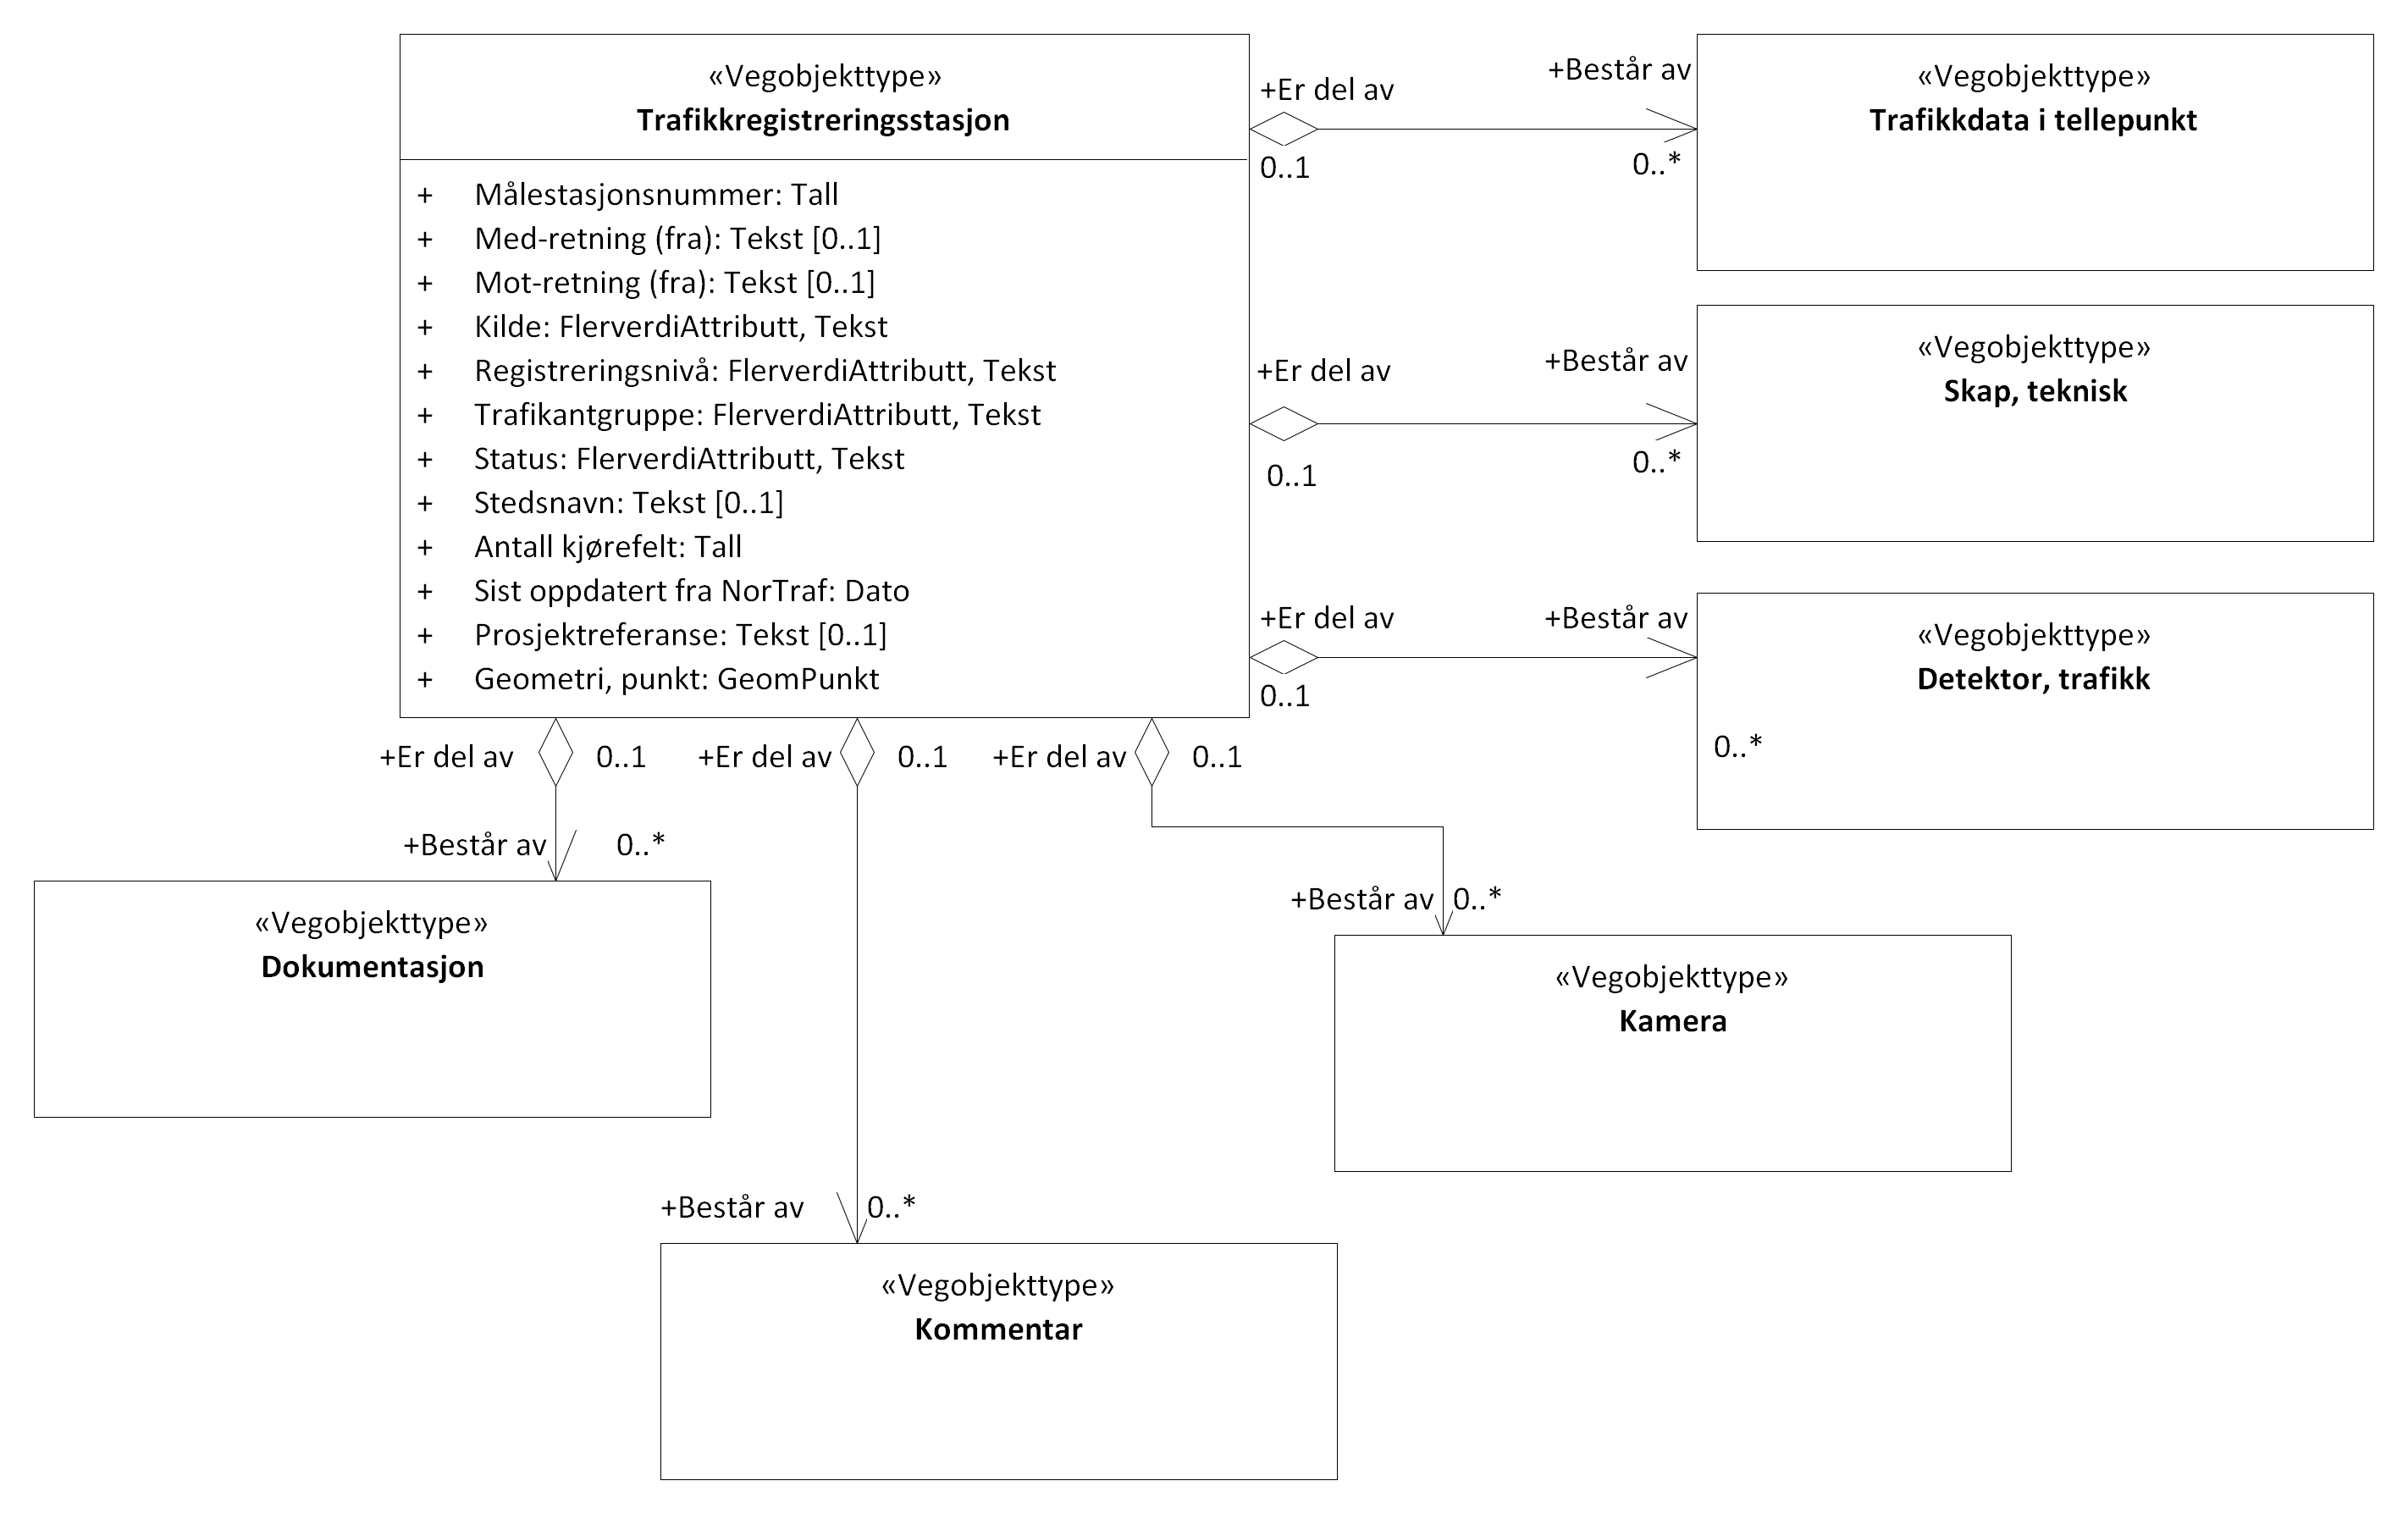 «Vegobjekttype»
Trafikkregistreringsstasjon
+ Målestasjonsnummer: Tall
+ Med-retning (fra): Tekst [0..1]
+ Mot-retning (fra): Tekst [0..1]
+ Kilde: FlerverdiAttributt, Tekst
+ Registreringsnivå: FlerverdiAttributt, Tekst
+ Trafikantgruppe: FlerverdiAttributt, Tekst
+ Status: FlerverdiAttributt, Tekst
+ Stedsnavn: Tekst [0..1]
+ Antall kjørefelt: Tall
+ Sist oppdatert fra NorTraf: Dato
+ Prosjektreferanse: Tekst [0..1]
+ Geometri, punkt: GeomPunkt
+Er del av
0..1
+Består av
0..*
«Vegobjekttype»
Trafikkdata i tellepunkt
+Er del av
0..1
+Består av
0..*
«Vegobjekttype»
Skap, teknisk
+Er del av
0..1
+Består av
«Vegobjekttype»
Detektor, trafikk
0..*
+Er del av 0..1
+Er del av 0..1
+Er del av 0..1
+Består av 0..*
«Vegobjekttype»
Dokumentasjon
+Består av 0..*
«Vegobjekttype»
Kamera
+Består av 0..*
«Vegobjekttype»
Kommentar